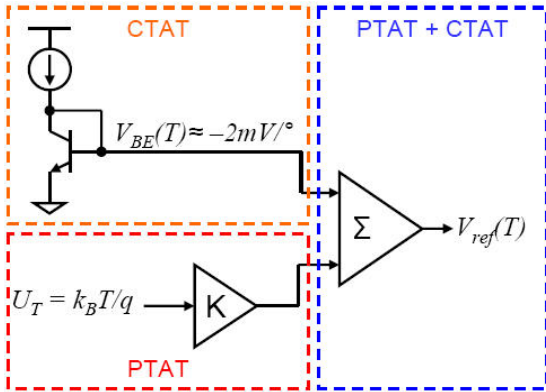 CTAT
PTAT + CTAT
V_BE(T)≈ −2mV/°
Σ
V_ref(T)
U_T = k_BT/q
K
PTAT